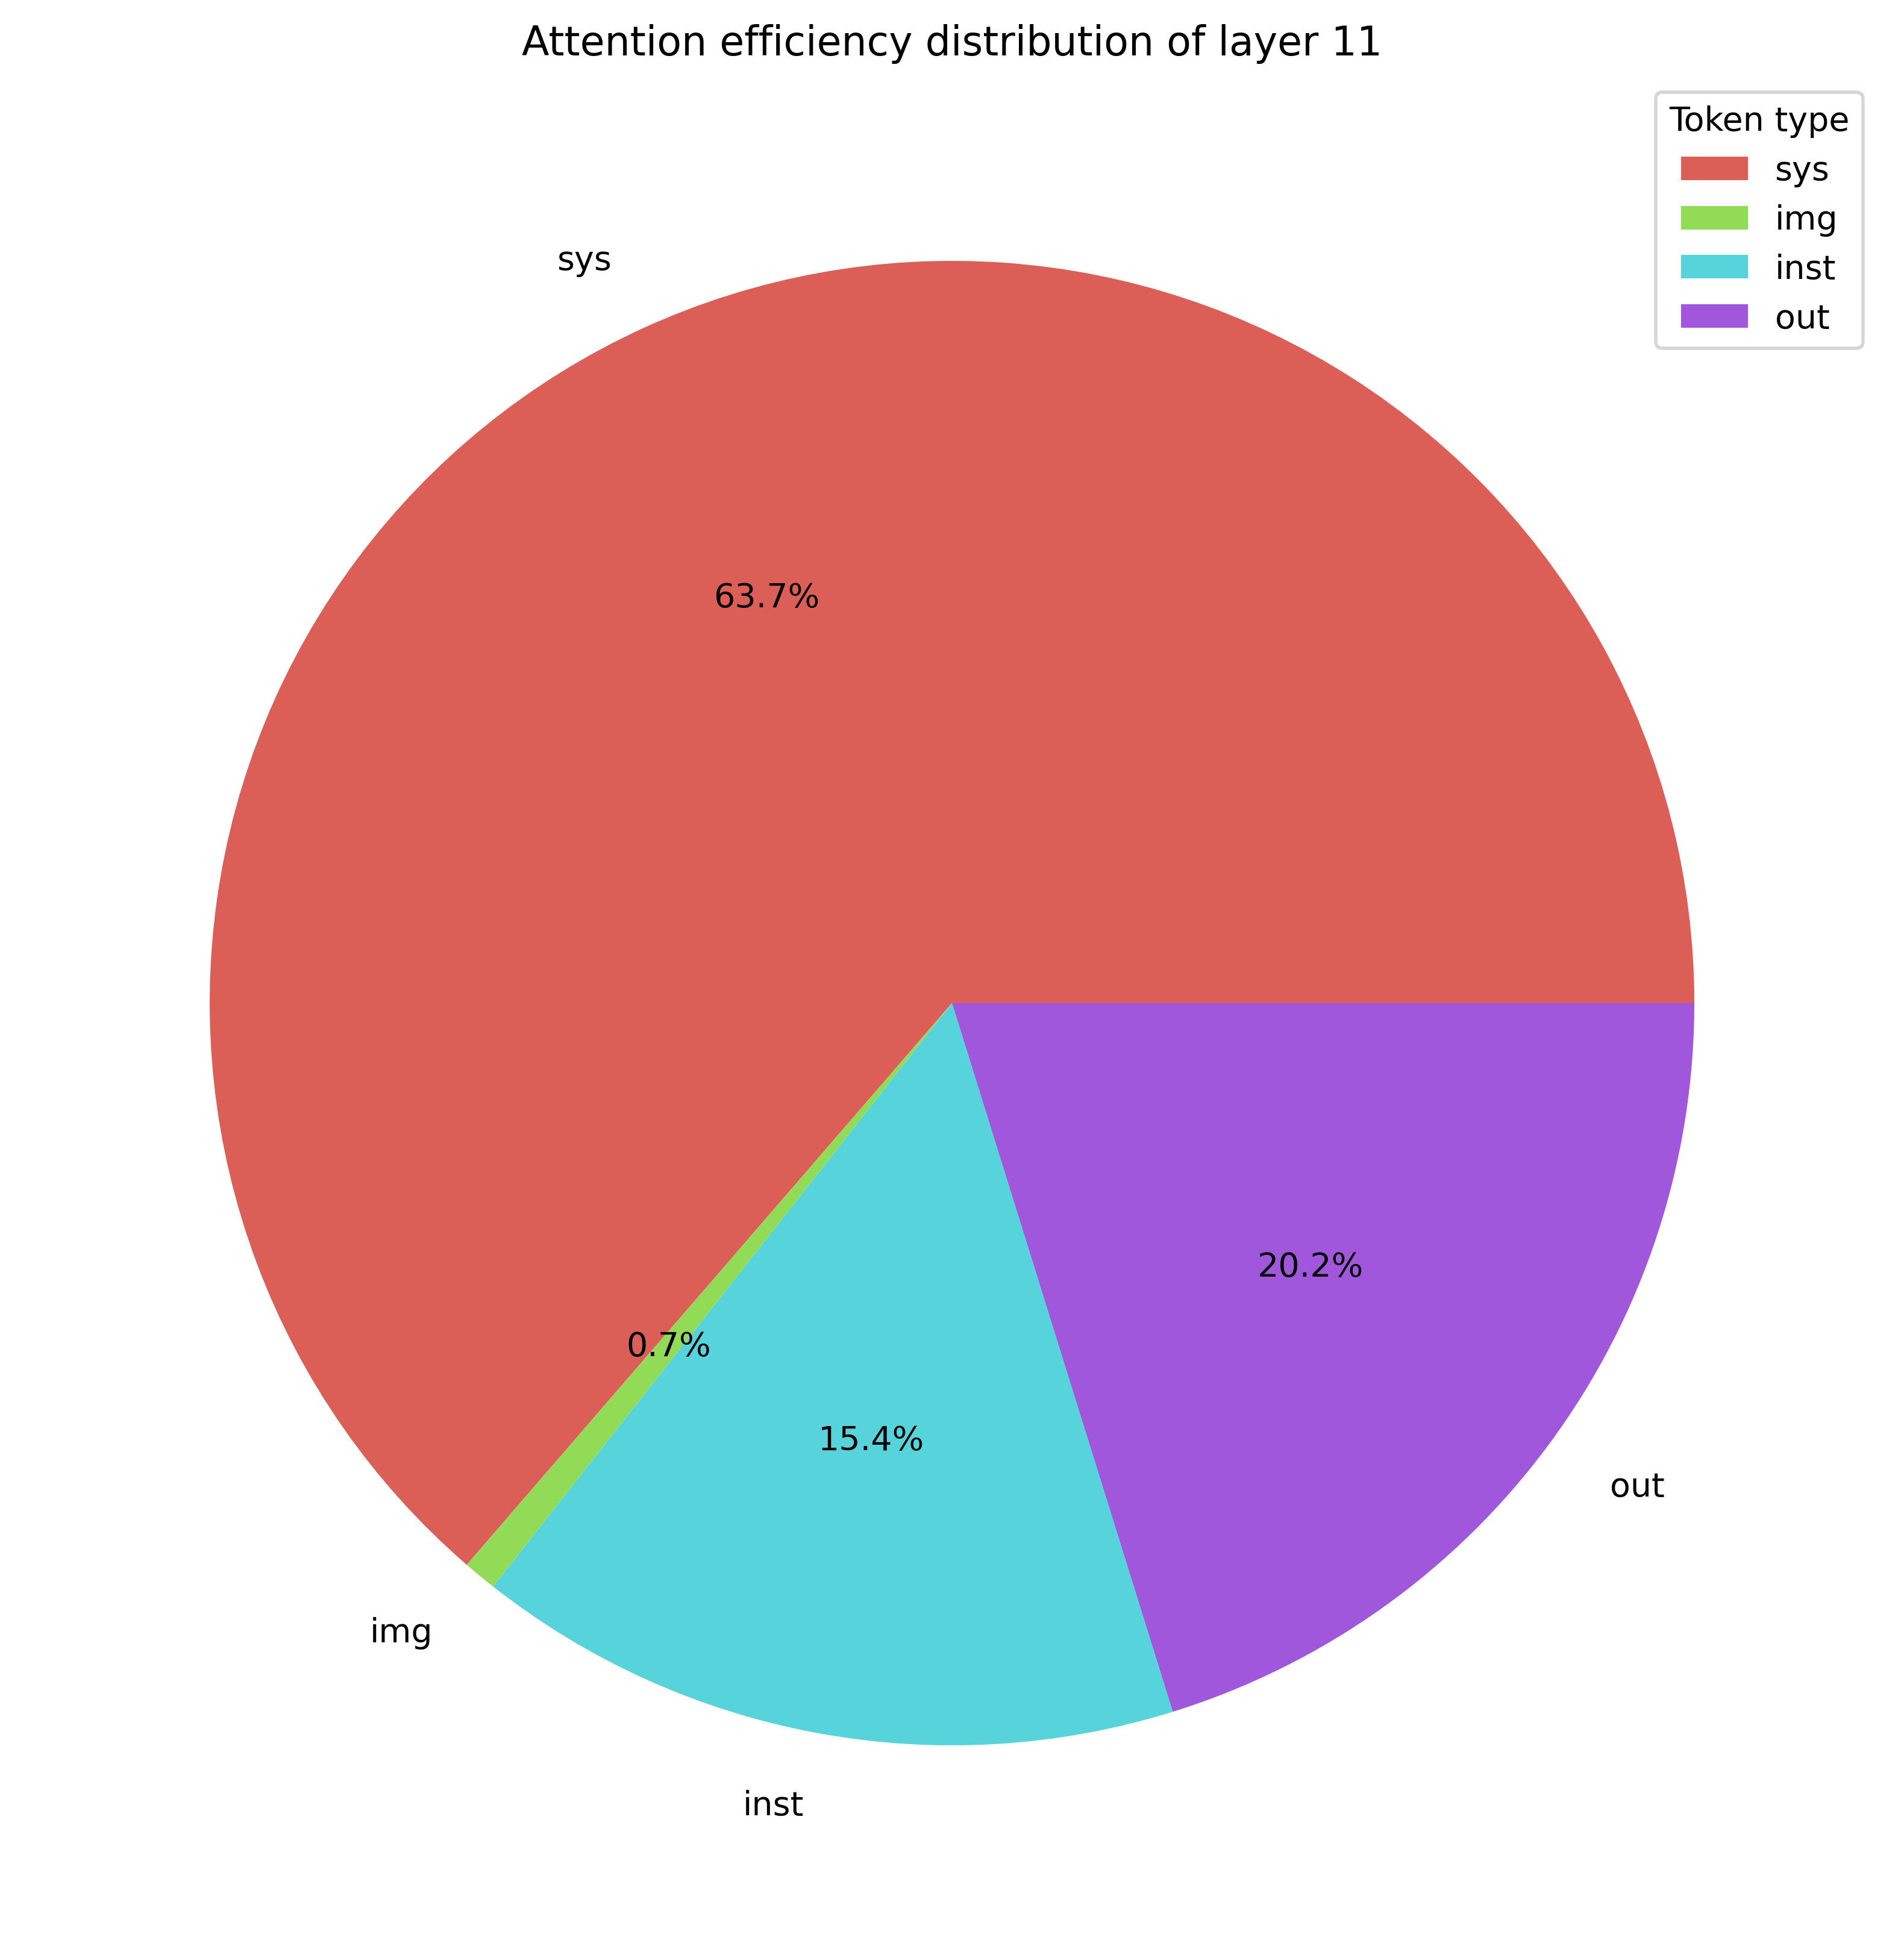 Attention efficiency distribution of layer 11
Token type
sys
img
inst
out
sys
63.7%
20.2%
0.7%
15.4%
out
img
inst